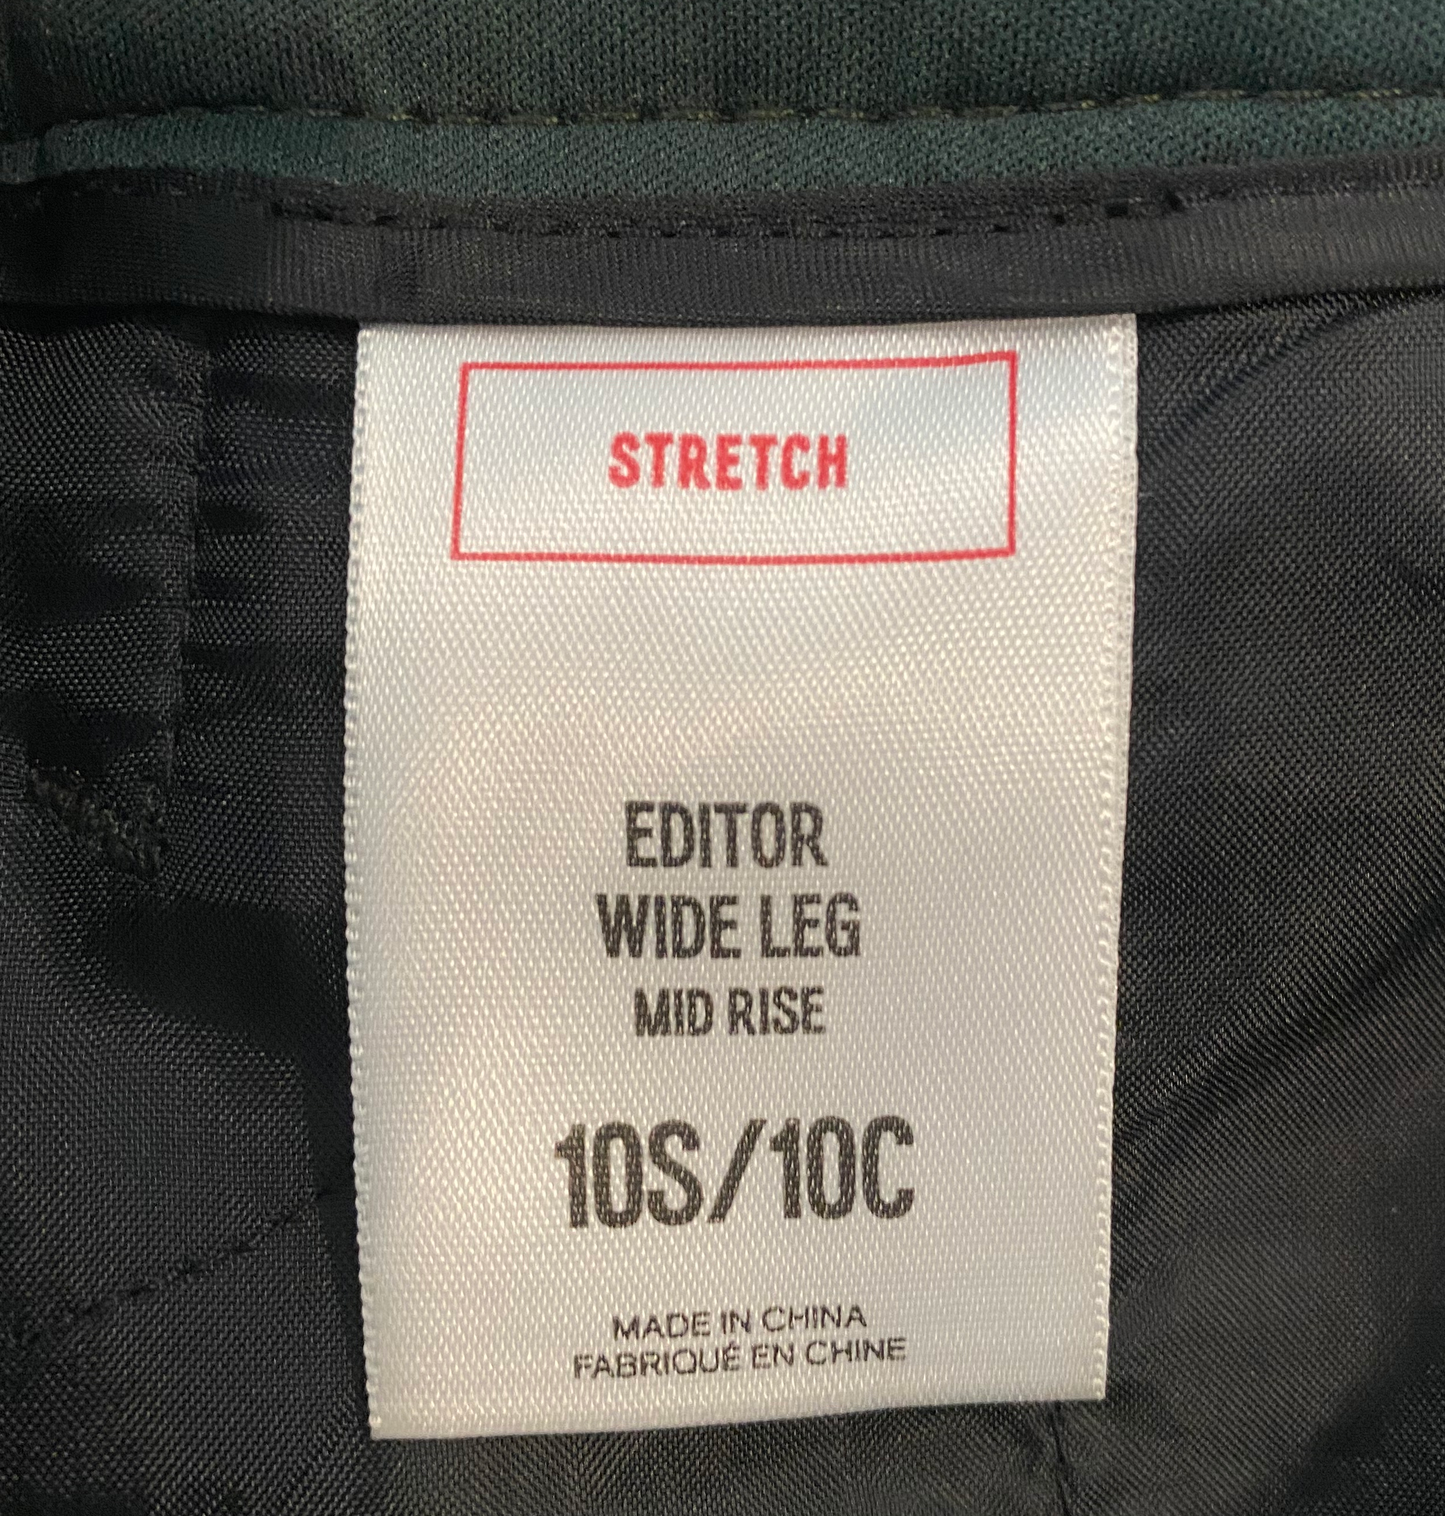 STRETCH
EDITOR
WIDE LEG
MID RISE
10S/10C
MADE IN CHINA
FABRIQUÉ EN CHINE